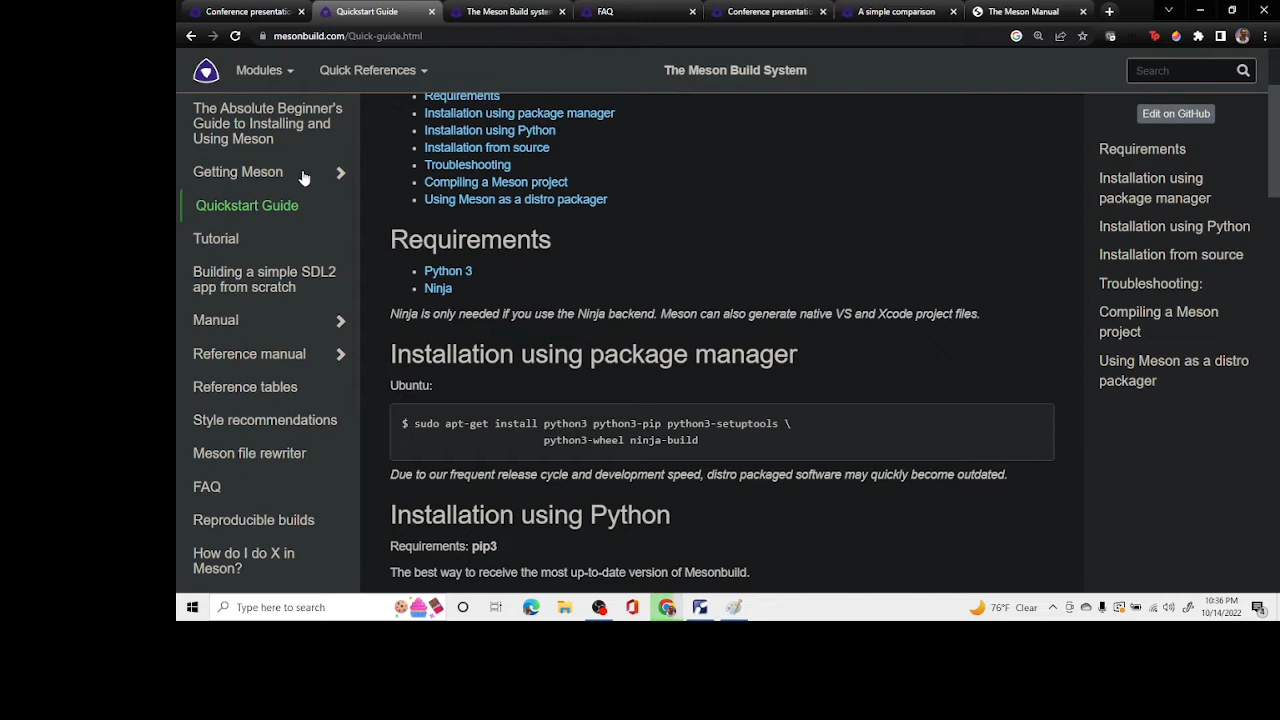 Conference presentatic
Quickstart Guide
The Meson Build syster
FAQ
Conference presentatic
A simple comparison
The Meson Manual
mesonbuild.com/Quick-guide.html
Modules
Quick References
The Meson Build System
Search
The Absolute Beginner's
Guide to Installing and
Using Meson
Getting Meson
Quickstart Guide
Tutorial
Building a simple SDL2
app from scratch
Manual
Reference manual
Reference tables
Style recommendations
Meson file rewriter
FAQ
Reproducible builds
How do I do X in
Meson?
Requirements
Installation using package manager
Installation using Python
Installation from source
Troubleshooting
Compiling a Meson project
Using Meson as a distro packager
Requirements
Python 3
Ninja
Ninja is only needed if you use the Ninja backend. Meson can also generate native VS and Xcode project files.
Installation using package manager
Ubuntu:
$ sudo apt-get install python3 python3-pip python3-setuptools \
python3-wheel ninja-build
Due to our frequent release cycle and development speed, distro packaged software may quickly become outdated.
Installation using Python
Requirements: pip3
The best way to receive the most up-to-date version of Mesonbuild.
Edit on GitHub
Requirements
Installation using
package manager
Installation using Python
Installation from source
Troubleshooting:
Compiling a Meson
project
Using Meson as a distro
packager
Type here to search
76°F Clear
10:36 PM
10/14/2022